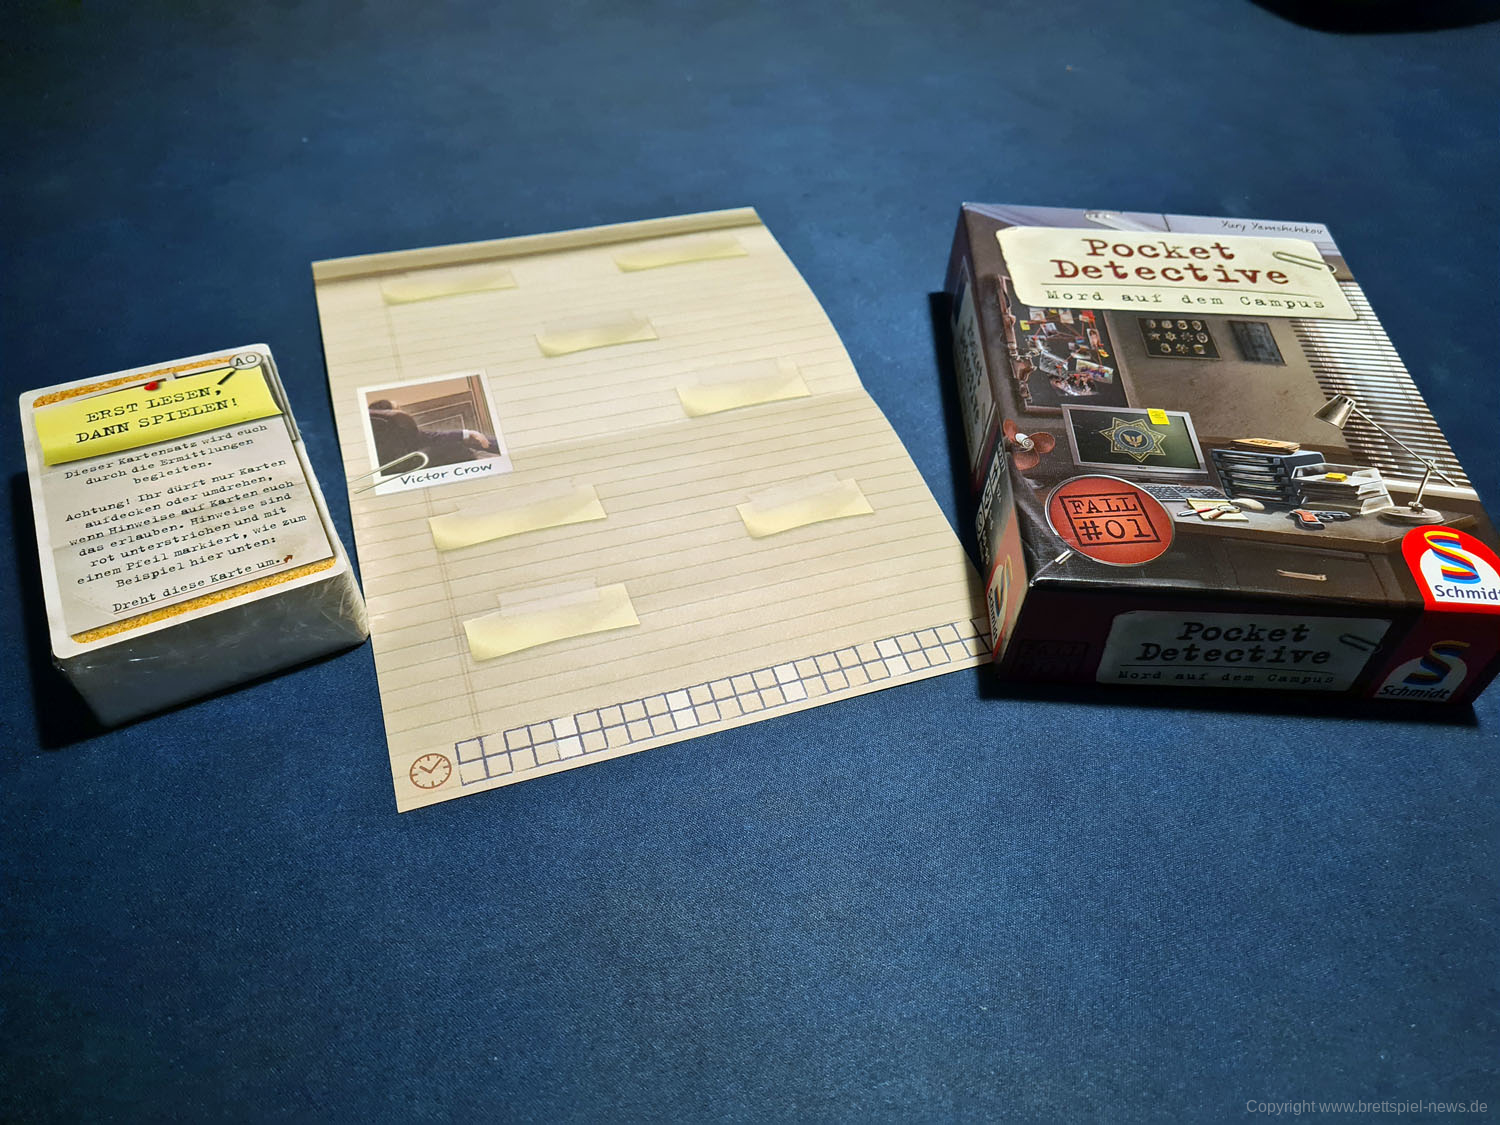 A0
ERST LESEN,
DANN SPIELEN!
Dieser Kartensatz wird euch
durch die Ermittlungen
begleiten.
Achtung! Ihr dürft nur Karten
aufdecken oder umdrehen,
wenn Hinweise auf Karten euch
das erlauben. Hinweise sind
rot unterstrichen und mit
einem Pfeil markiert, wie zum
Beispiel hier unten:
Dreht diese Karte um.
Victor Crow
Yury Yamshchikov
Pocket
Detective
Mord auf dem Campus
FALL
#01
Schmidt
Pocket
Detective
Mord auf dem Campus
Schmidt
Copyright www.brettspiel-news.de